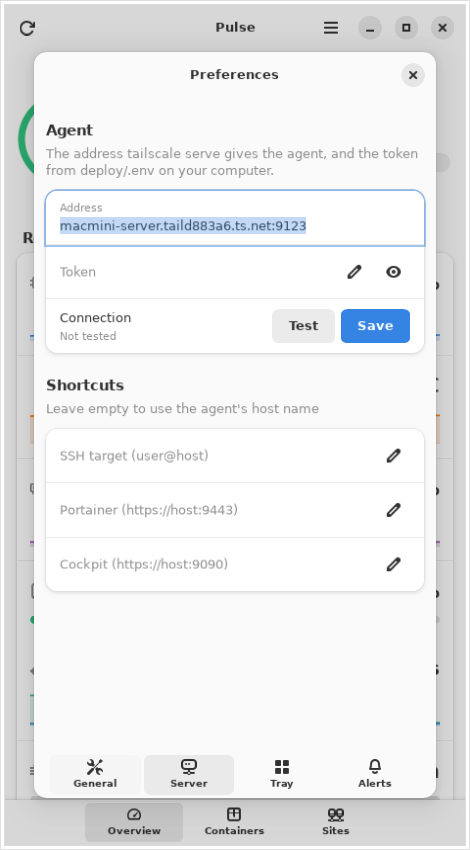 Pulse
Preferences
Agent
The address tailscale serve gives the agent, and the token
from deploy/.env on your computer.
Address
macmini-server.taild883a6.ts.net:9123
Token
Connection
Not tested
Test
Save
Shortcuts
Leave empty to use the agent's host name
SSH target (user@host)
Portainer (https://host:9443)
Cockpit (https://host:9090)
General
Server
Tray
Alerts
Overview
Containers
Sites